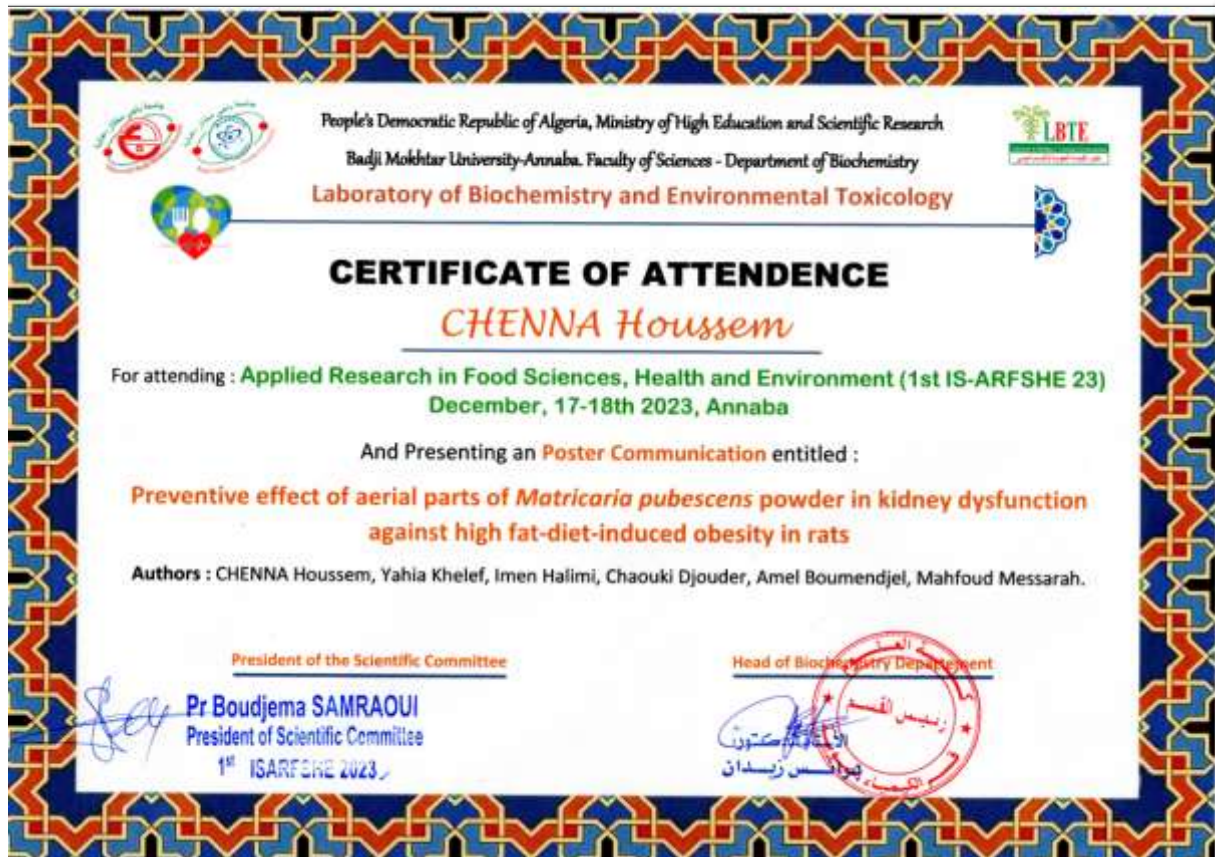 People's Democratic Republic of Algeria, Ministry of High Education and Scientific Research
Badji Mokhtar University-Annaba. Faculty of Sciences - Department of Biochemistry
LBTE
Laboratory of Biochemistry and Environmental Toxicology
CERTIFICATE OF ATTENDENCE
CHENNA Houssem
For attending : Applied Research in Food Sciences, Health and Environment (1st IS-ARFSHE 23)
December, 17-18th 2023, Annaba
And Presenting an Poster Communication entitled :
Preventive effect of aerial parts of Matricaria pubescens powder in kidney dysfunction
against high fat-diet-induced obesity in rats
Authors : CHENNA Houssem, Yahia Khelef, Imen Halimi, Chaouki Djouder, Amel Boumendjel, Mahfoud Messarah.
President of the Scientific Committee
Head of Biochemistry Departement
Pr Boudjema SAMRAOUI
President of Scientific Committee
1st ISARFSHE 2023
رئيس القسم
زيدان